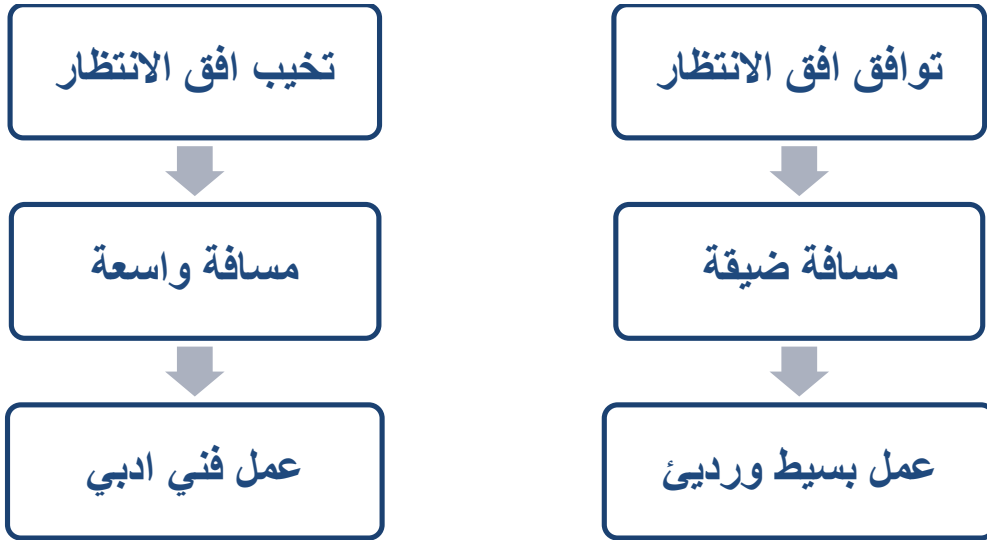 توافق افق الانتظار
تخيب افق الانتظار
مسافة ضيقة
مسافة واسعة
عمل بسيط ورديئ
عمل فني ادبي